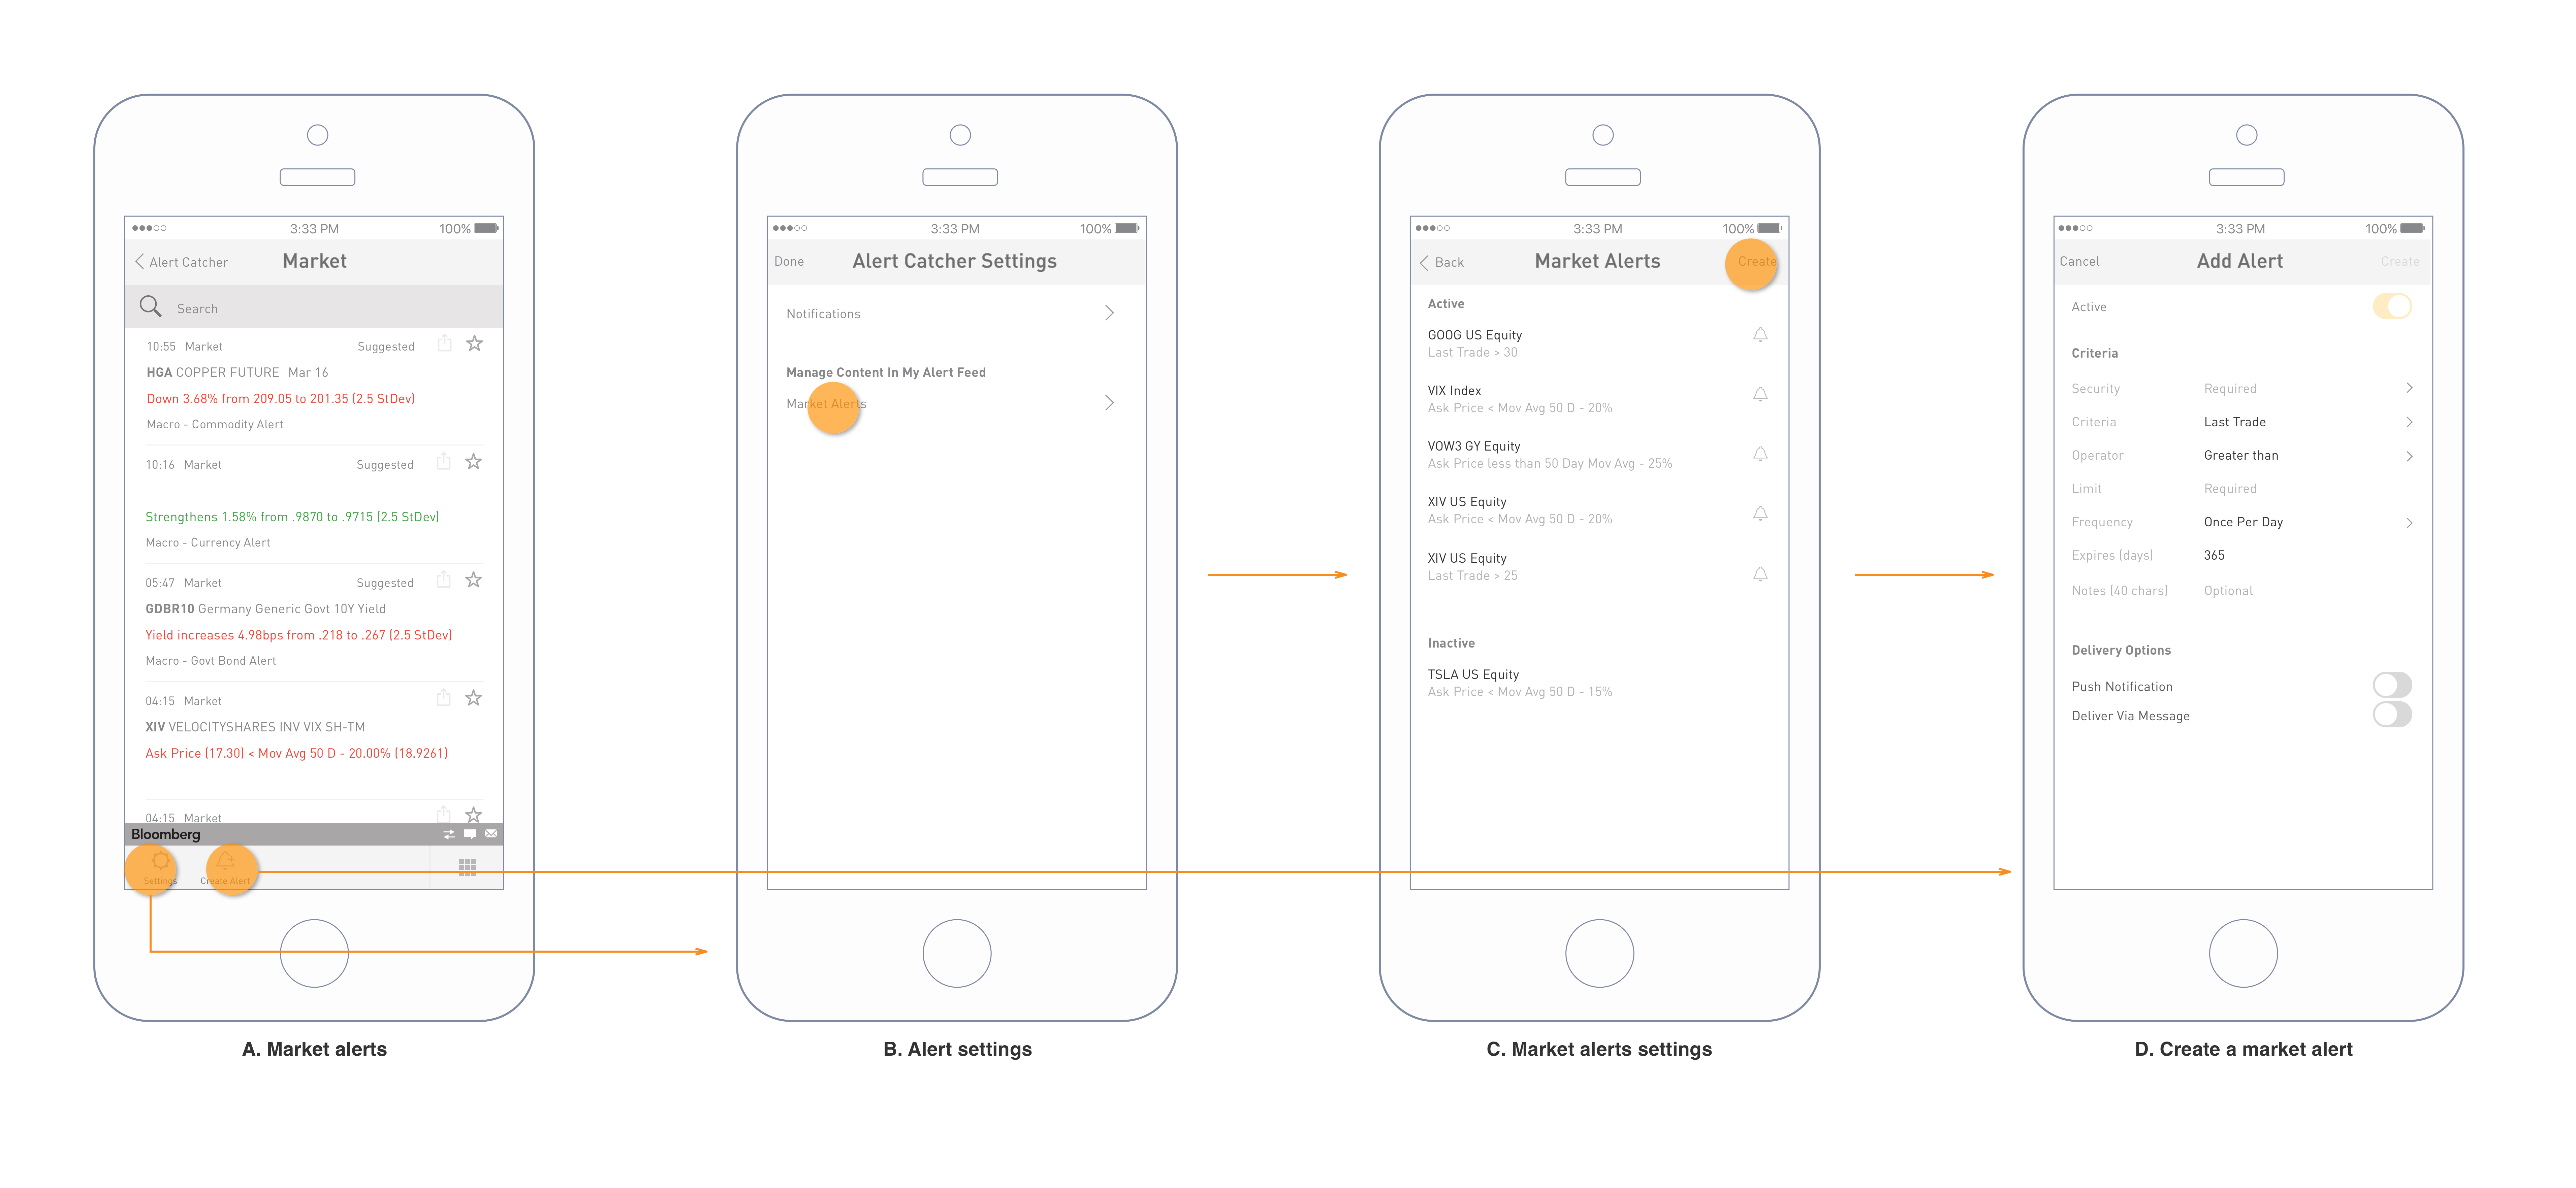 3:33 PM 100%
Alert Catcher Market
Search
10:55 Market Suggested
HGA COPPER FUTURE Mar 16
Down 3.68% from 209.05 to 201.35 (2.5 StDev)
Macro - Commodity Alert
10:16 Market Suggested
Strengthens 1.58% from .9870 to .9715 (2.5 StDev)
Macro - Currency Alert
05:47 Market Suggested
GDBR10 Germany Generic Govt 10Y Yield
Yield increases 4.98bps from .218 to .267 (2.5 StDev)
Macro - Govt Bond Alert
04:15 Market
XIV VELOCITYSHARES INV VIX SH-TM
Ask Price (17.30) < Mov Avg 50 D - 20.00% (18.9261)
04:15 Market
Bloomberg
Settings Create Alert
A. Market alerts
3:33 PM 100%
Done Alert Catcher Settings
Notifications
Manage Content In My Alert Feed
Market Alerts
B. Alert settings
3:33 PM 100%
Back Market Alerts Create
Active
GOOG US Equity
Last Trade > 30
VIX Index
Ask Price < Mov Avg 50 D - 20%
VOW3 GY Equity
Ask Price less than 50 Day Mov Avg - 25%
XIV US Equity
Ask Price < Mov Avg 50 D - 20%
XIV US Equity
Last Trade > 25
Inactive
TSLA US Equity
Ask Price < Mov Avg 50 D - 15%
C. Market alerts settings
3:33 PM 100%
Cancel Add Alert Create
Active
Criteria
Security Required
Criteria Last Trade
Operator Greater than
Limit Required
Frequency Once Per Day
Expires (days) 365
Notes (40 chars) Optional
Delivery Options
Push Notification
Deliver Via Message
D. Create a market alert